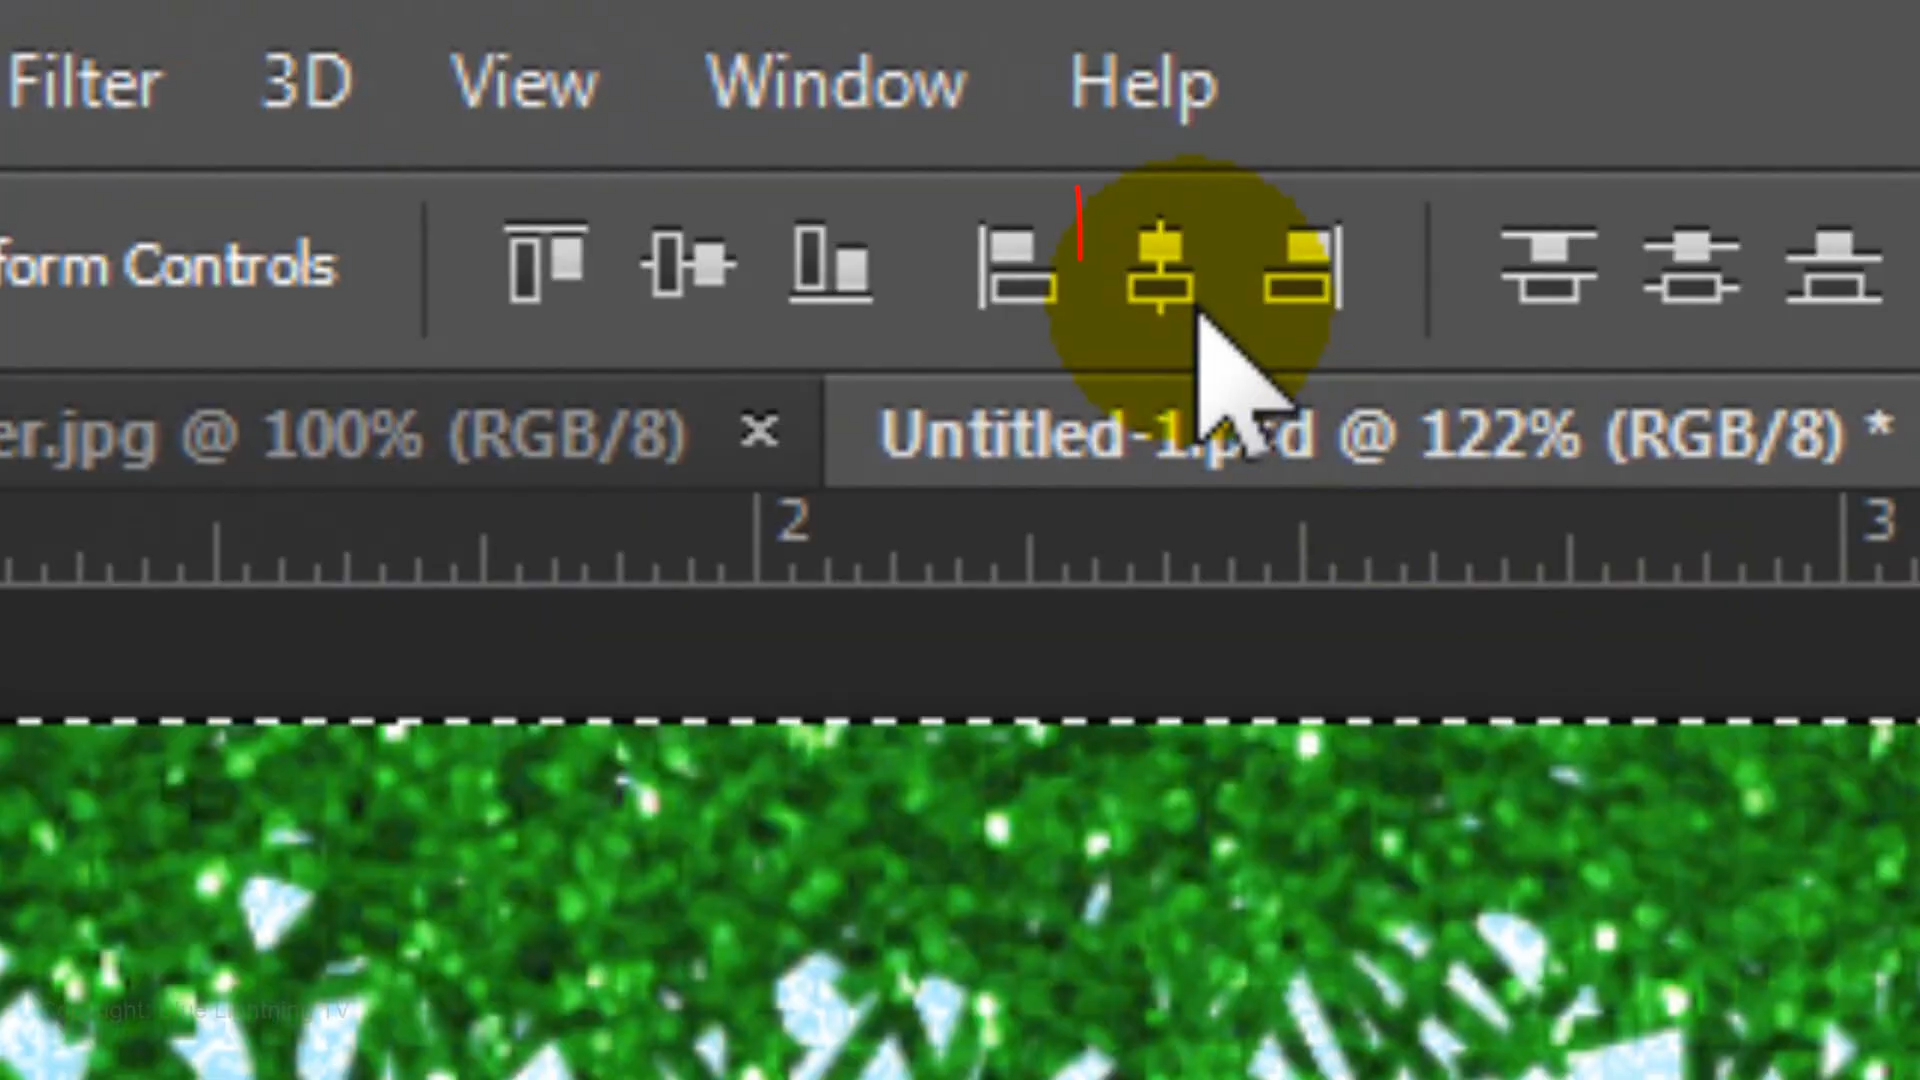 Filter 3D View Window Help
form Controls
er.jpg @ 100% (RGB/8) × Untitled-1.psd @ 122% (RGB/8) *
2 3